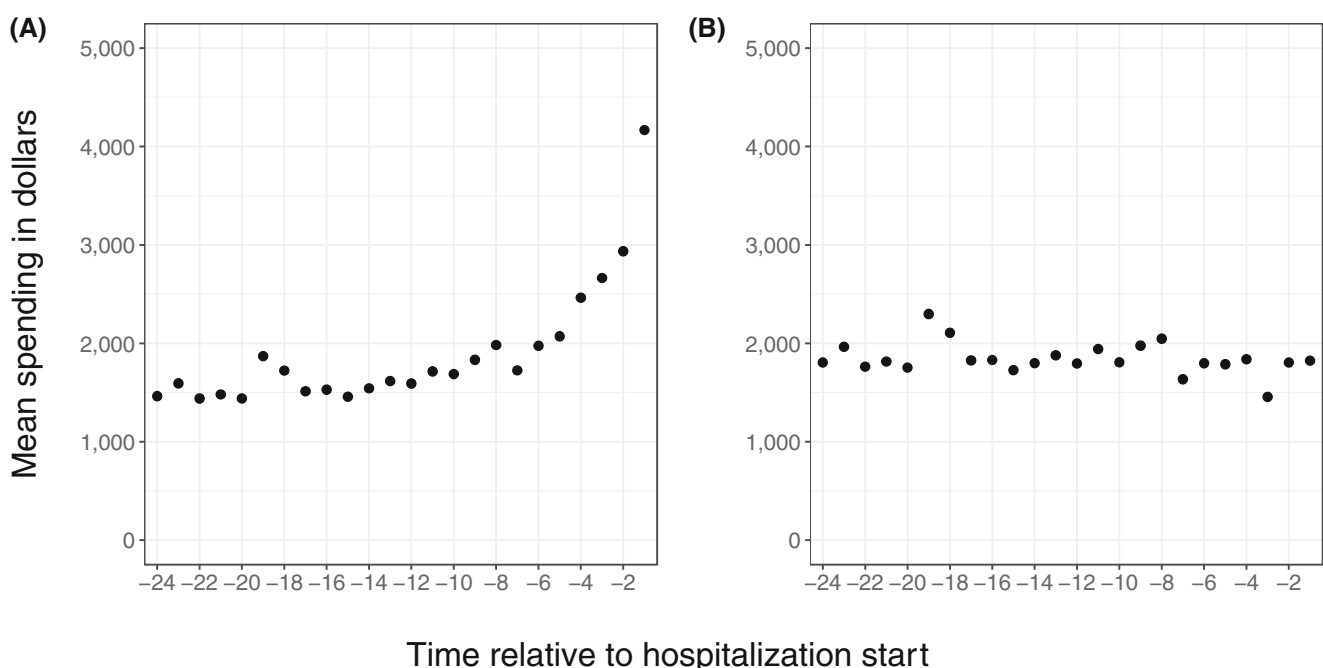 (A)
Mean spending in dollars
5,000
4,000
3,000
2,000
1,000
0
−24 −22 −20 −18 −16 −14 −12 −10 −8 −6 −4 −2
(B)
5,000
4,000
3,000
2,000
1,000
0
−24 −22 −20 −18 −16 −14 −12 −10 −8 −6 −4 −2
Time relative to hospitalization start